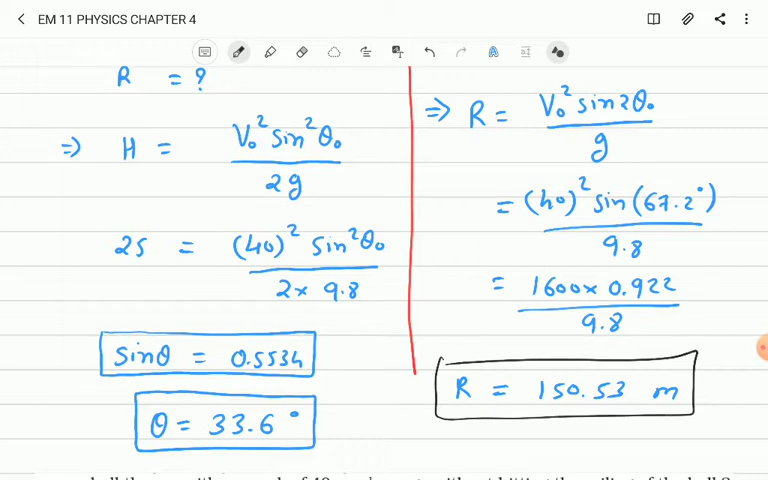 EM 11 PHYSICS CHAPTER 4
R = ?
⇒ H = V₀² sin²θ₀ / 2g
25 = (40)² sin²θ₀ / 2 × 9.8
sinθ = 0.5534
θ = 33.6°
⇒ R = V₀² sin2θ₀ / g
= (40)² sin(67.2°) / 9.8
= 1600 × 0.922 / 9.8
R = 150.53 m